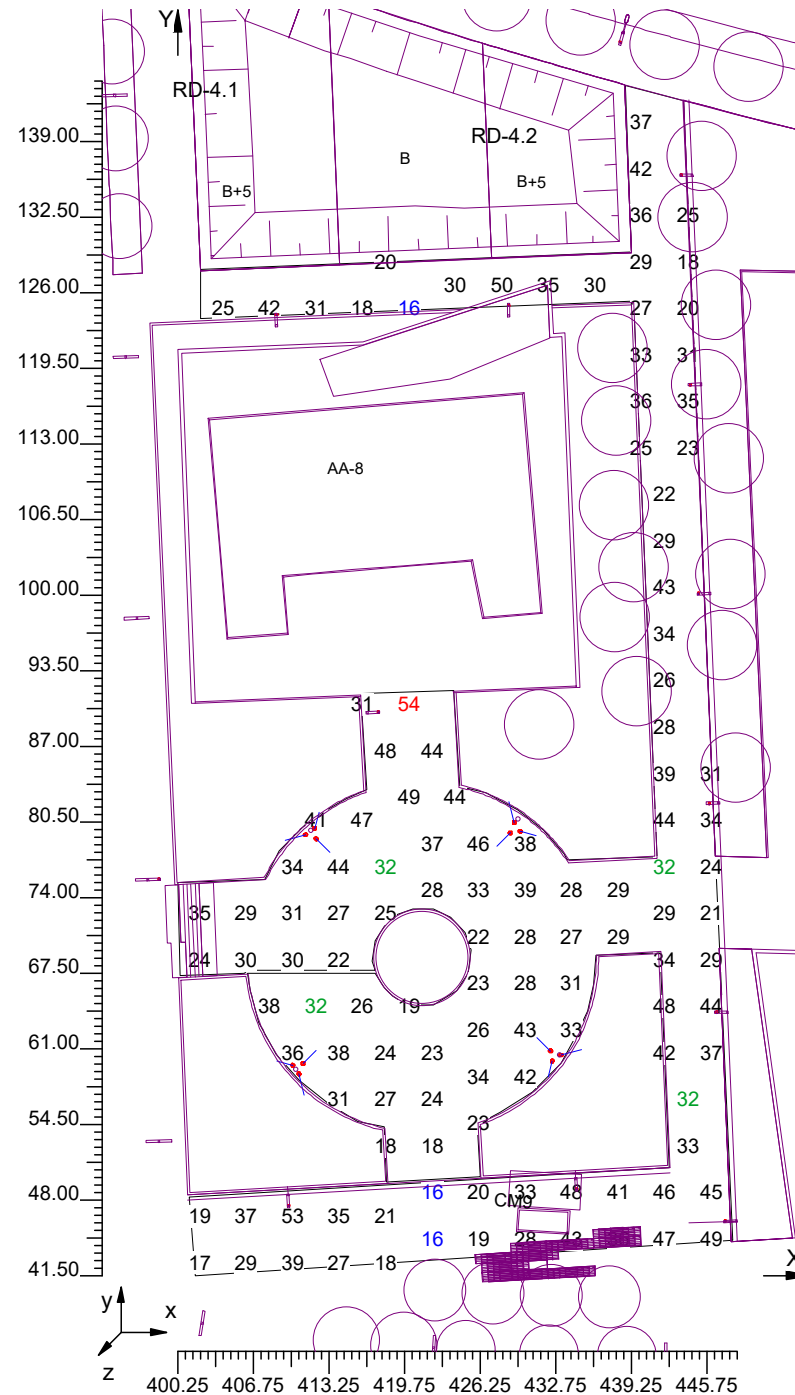 Y
RD-4.1
37
139.00
RD-4.2
B
42
B+5
B+5
132.50
36 25
20 29 18
126.00
30 50 35 30
25 42 31 18 16 27 20
33 31
119.50
36 35
113.00
25 23
AA-8
22
106.50
29
100.00
43
34
93.50
26
31 54
28
87.00
48 44
39 31
49 44
80.50
41 47 44 34
37 46 38
34 44 32 32 24
74.00
28 33 39 28 29
35 29 31 27 25 29 21
22 28 27 29
67.50
24 30 30 22 34 29
23 28 31
38 32 26 19 48 44
26 43 33
61.00
36 38 24 23 42 37
34 42
31 27 24 32
54.50
23
18 18 33
48.00
16 20 33 48 41 46 45
CM9
19 37 53 35 21
16 19 28 43 47 49
17 29 39 27 18
41.50
X
y
x
z
400.25 406.75 413.25 419.75 426.25 432.75 439.25 445.75